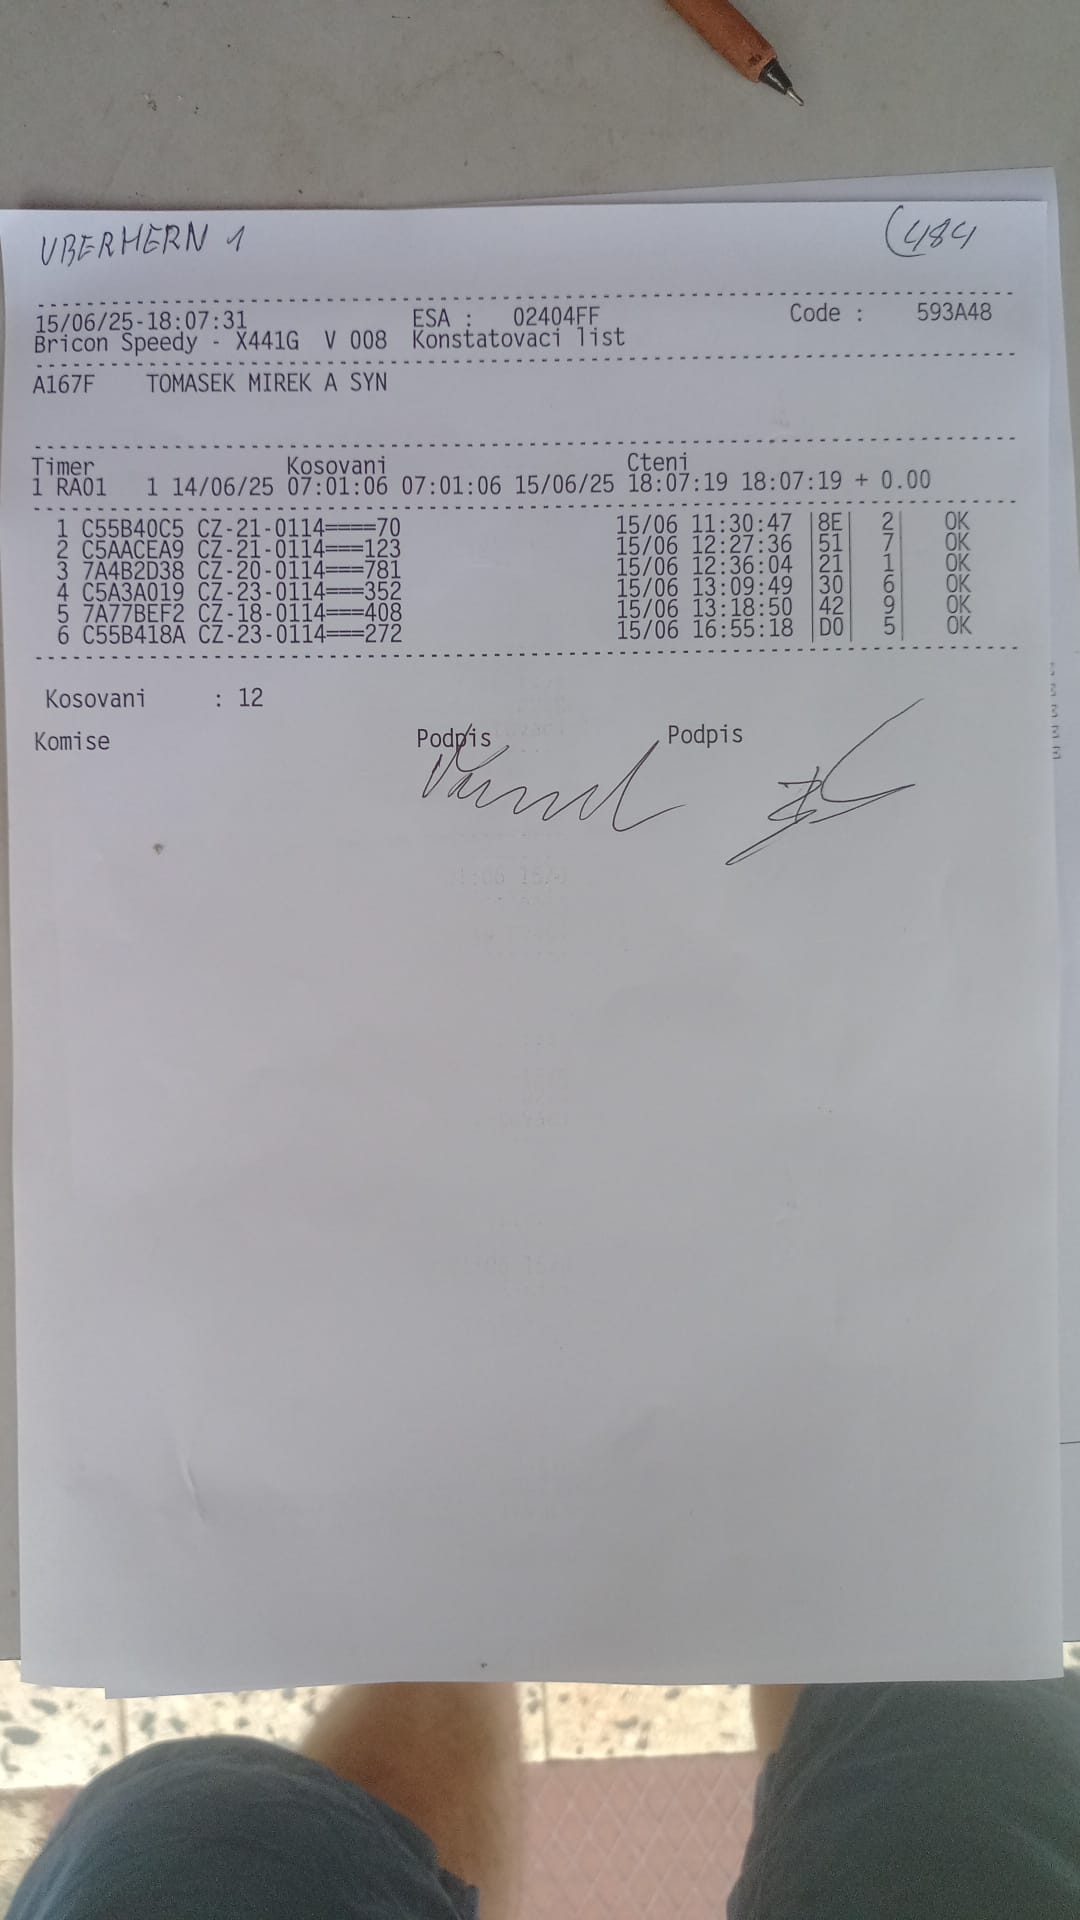 UBERHERN 1 484
15/06/25-18:07:31 ESA : 02404FF Code : 593A48
Bricon Speedy - X441G V 008 Konstatovaci list
A167F TOMASEK MIREK A SYN
Timer Kosovani Cteni
1 RA01 1 14/06/25 07:01:06 07:01:06 15/06/25 18:07:19 18:07:19 + 0.00
1 C55B40C5 CZ-21-0114====70 15/06 11:30:47 |8E| 2| OK
2 C5AACEA9 CZ-21-0114===123 15/06 12:27:36 |51| 7| OK
3 7A4B2D38 CZ-20-0114===781 15/06 12:36:04 |21| 1| OK
4 C5A3A019 CZ-23-0114===352 15/06 13:09:49 |30| 6| OK
5 7A77BEF2 CZ-18-0114===408 15/06 13:18:50 |42| 9| OK
6 C55B418A CZ-23-0114===272 15/06 16:55:18 |D0| 5| OK
Kosovani : 12
Komise Podpis Podpis